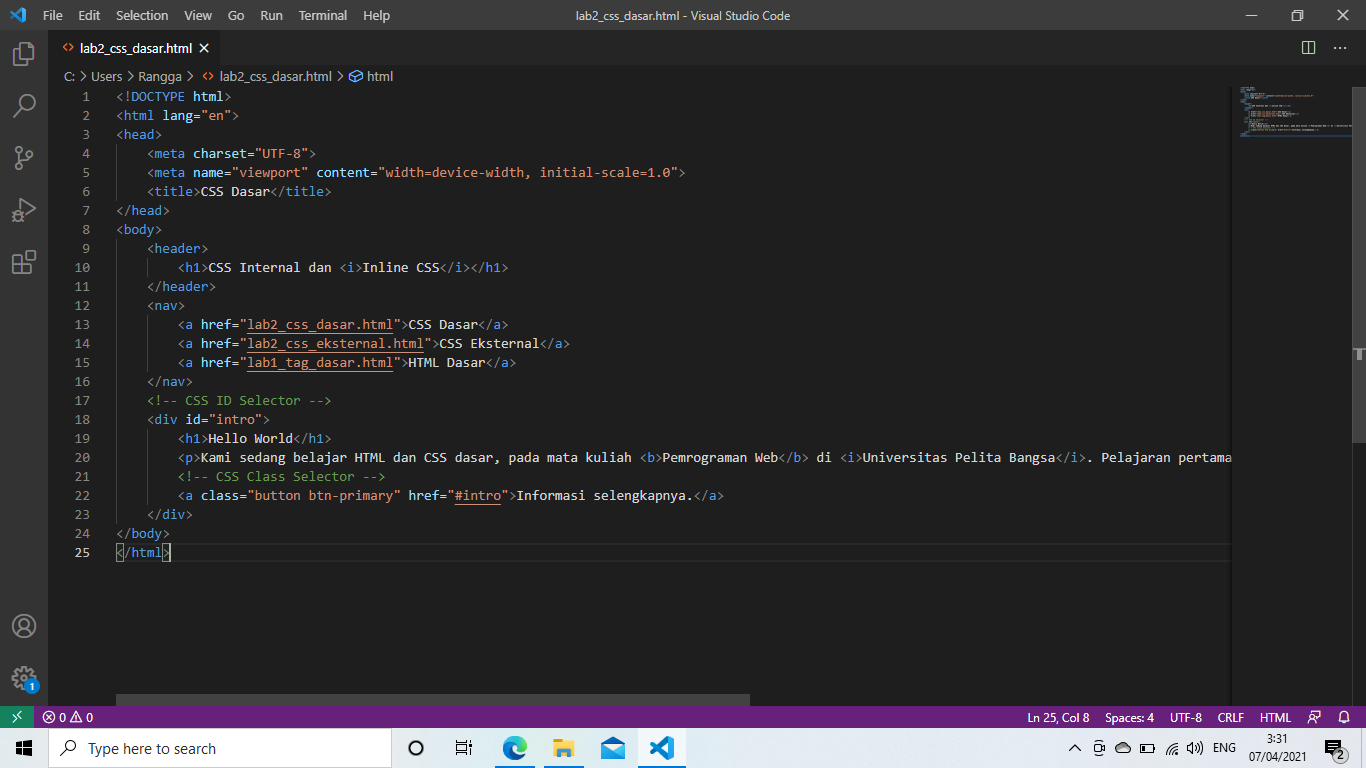 File Edit Selection View Go Run Terminal Help lab2_css_dasar.html - Visual Studio Code
lab2_css_dasar.html
C: > Users > Rangga > lab2_css_dasar.html > html
1 <!DOCTYPE html>
2 <html lang="en">
3 <head>
4 <meta charset="UTF-8">
5 <meta name="viewport" content="width=device-width, initial-scale=1.0">
6 <title>CSS Dasar</title>
7 </head>
8 <body>
9 <header>
10 <h1>CSS Internal dan <i>Inline CSS</i></h1>
11 </header>
12 <nav>
13 <a href="lab2_css_dasar.html">CSS Dasar</a>
14 <a href="lab2_css_eksternal.html">CSS Eksternal</a>
15 <a href="lab1_tag_dasar.html">HTML Dasar</a>
16 </nav>
17 <!-- CSS ID Selector -->
18 <div id="intro">
19 <h1>Hello World</h1>
20 <p>Kami sedang belajar HTML dan CSS dasar, pada mata kuliah <b>Pemrograman Web</b> di <i>Universitas Pelita Bangsa</i>. Pelajaran pertama
21 <!-- CSS Class Selector -->
22 <a class="button btn-primary" href="#intro">Informasi selengkapnya.</a>
23 </div>
24 </body>
25 </html>
1
0 0 Ln 25, Col 8 Spaces: 4 UTF-8 CRLF HTML
Type here to search ENG 3:31
07/04/2021 2